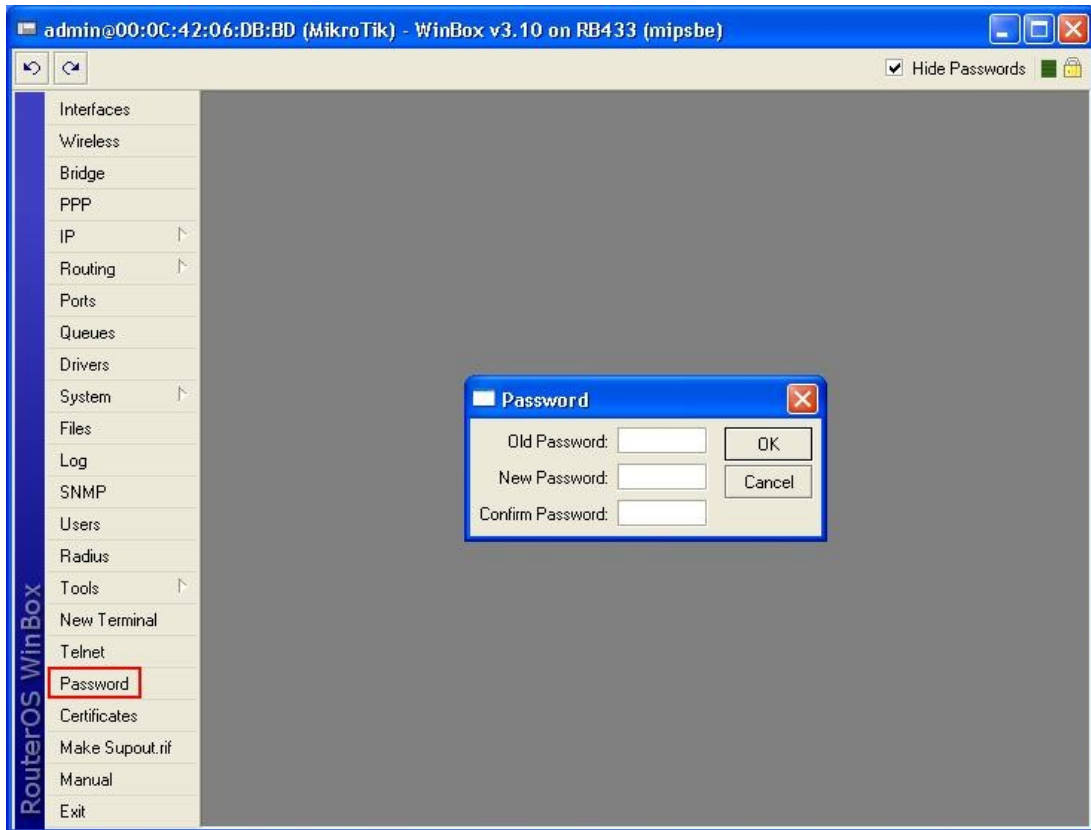 admin@00:0C:42:06:DB:BD (MikroTik) - WinBox v3.10 on RB433 (mipsbe)
Hide Passwords
Interfaces
Wireless
Bridge
PPP
IP
Routing
Ports
Queues
Drivers
System
Files
Log
SNMP
Users
Radius
Tools
New Terminal
Telnet
Password
Certificates
Make Supout.rif
Manual
Exit
RouterOS WinBox
Password
Old Password:
OK
New Password:
Cancel
Confirm Password: